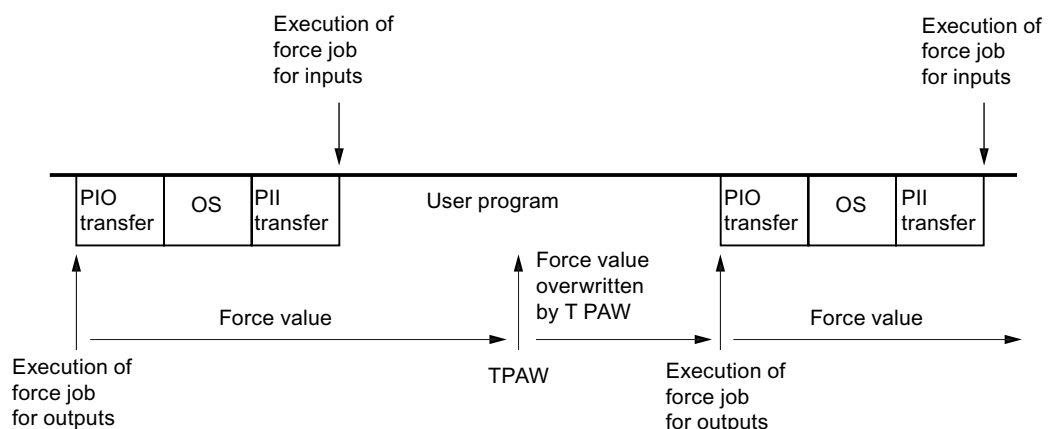 Execution of
force job
for inputs
Execution of
force job
for inputs
PIO
transfer
OS
PII
transfer
User program
PIO
transfer
OS
PII
transfer
Force value
Force value
overwritten
by T PAW
Force value
Execution of
force job
for outputs
TPAW
Execution of
force job
for outputs